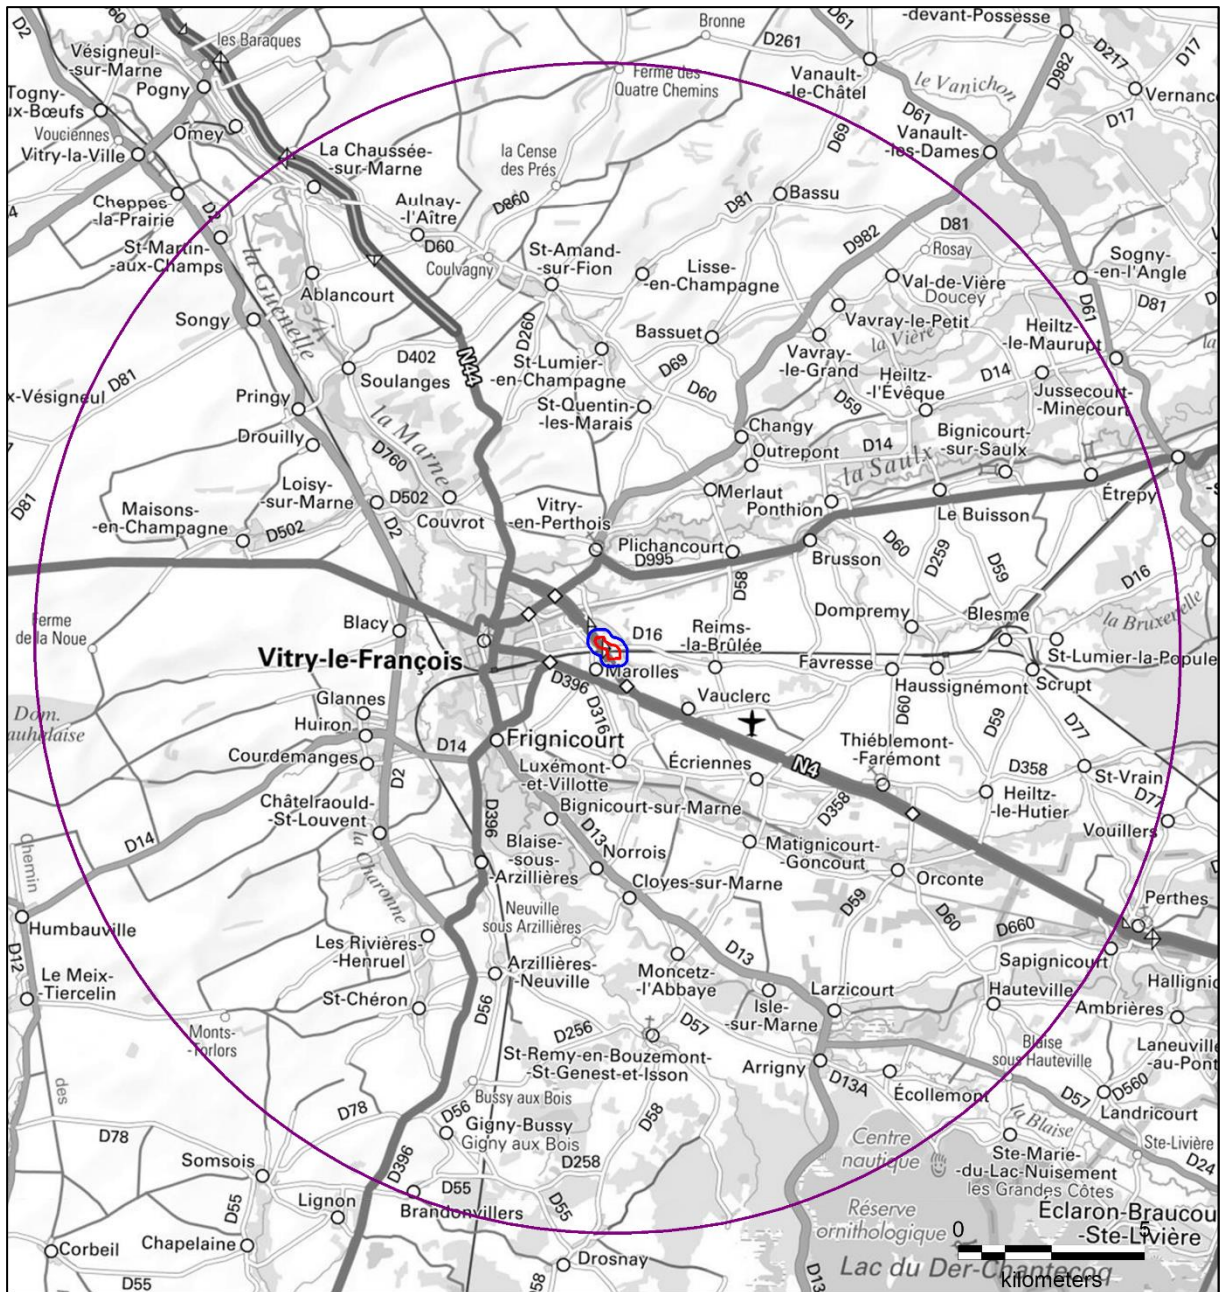 Bronne
-devant-Possesse
D2
D60
D61
D261
D982
D217
D17
les Baraques
Vésigneul-
-sur-Marne
Pogny
Ferme des
Quatre Chemins
Vanault-
-le-Châtel
le Vanichon
Togny-
Vouciennes
Omey
Vitry-la-Ville
La Chaussée-
-sur-Marne
la Cense
des Prés
D69
D61
Vanault-
-les-Dames
D17
Cheppes-
-la-Prairie
D2
Aulnay-
-l'Aître
D860
D81
Bassu
D982
D81
St-Martin-
-aux-Champs
la Guenelle
D60
Coulvagny
St-Amand-
-sur-Fion
Lisse-
-en-Champagne
Rosay
Sogny-
-en-l'Angle
Val-de-Vière
Doucey
D81
Ablancourt
Songy
D260
Bassuet
Vavray-le-Petit
la Vière
D61
Heiltz-
-le-Maurupt
N44
D402
Soulanges
St-Lumier-
-en-Champagne
D69
Vavray-
-le-Grand
Heiltz-
-l'Évêque
D14
D81
x-Vésigneul
Pringy
la Marne
St-Quentin-
-les-Marais
D60
D59
Jussecourt-
-Minecourt
Drouilly
D760
Changy
D14
Bignicourt-
-sur-Saulx
Outrepont
la Saulx
D81
Loisy-
-sur-Marne
D502
Merlaut
Étrepy
Maisons-
-en-Champagne
D502
D2
Couvrot
Vitry-
-en-Perthois
Ponthion
Le Buisson
Plichancourt
D995
Brusson
D60
D259
D59
D16
D58
Ferme
de la Noue
Blacy
D16
Reims-
-la-Brûlée
Dompremy
Blesme
la Bruxenelle
Vitry-le-François
St-Lumier-la-Popule
Marolles
Favresse
Haussignémont
Scrupt
D396
Vauclerc
D60
D59
D77
Glannes
D316
Dom.
Huiron
D14
Frignicourt
Thiéblemont-
-Farémont
Courdemanges
D2
Luxémont-
-et-Villotte
Écriennes
N4
D358
St-Vrain
Châtelraould-
-St-Louvent
Bignicourt-sur-Marne
D358
Heiltz-
-le-Hutier
D77
Vouillers
chemin
D14
la Charonne
D396
D13
Blaise-
-sous-
-Arzillières
Norrois
Matignicourt-
-Goncourt
Cloyes-sur-Marne
Orconte
Perthes
D59
D60
D660
Humbauville
Neuville
sous Arzillières
Sapignicourt
D12
Les Rivières-
-Henruel
D13
Le Meix-
-Tiercelin
Arzillières-
-Neuville
Moncetz-
-l'Abbaye
Isle-
-sur-Marne
Larzicourt
Hauteville
Ambrières
St-Chéron
D56
D256
D57
Monts-
-Torlors
Blaise
sous Hauteville
Laneuville
-au-Pont
St-Remy-en-Bouzemont-
-St-Genest-et-Isson
Arrigny
D13A
Écollemont
des
Bussy aux Bois
D58
D57
D560
Landricourt
la Blaise
D78
D78
D56
Gigny-Bussy
Gigny aux Bois
Centre
nautique
Ste-Livière
Ste-Marie-
-du-Lac-Nuisement
les Grandes Côtes
D24
Somsois
D396
D258
D55
D55
Lignon
Brandonvillers
D55
Réserve
ornithologique
Éclaron-Braucou
-Ste-Livière
0
5
Corbeil
Chapelaine
D55
Drosnay
D58
D13
Lac du Der-Chantecoq
kilometers